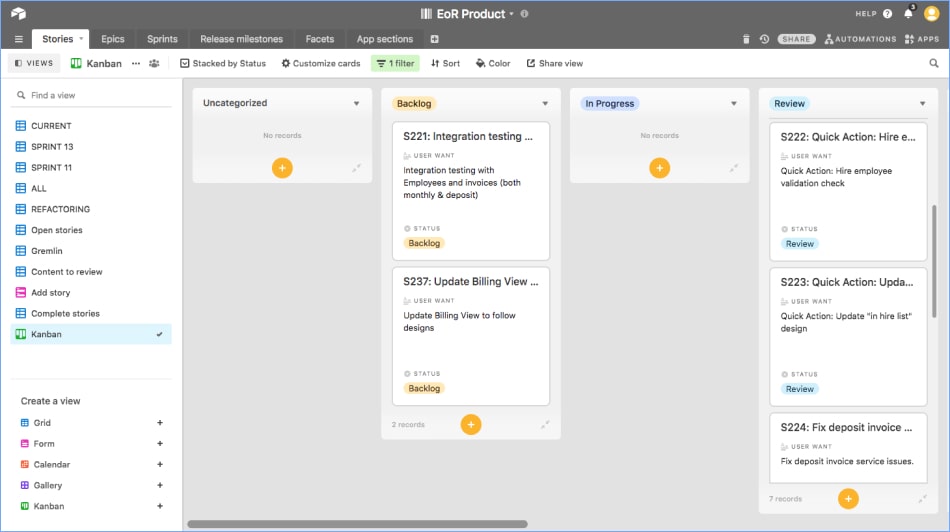 EoR Product
HELP
3
Stories
Epics
Sprints
Release milestones
Facets
App sections
SHARE
AUTOMATIONS
APPS
VIEWS
Kanban
Stacked by Status
Customize cards
1 filter
Sort
Color
Share view
Find a view
CURRENT
SPRINT 13
SPRINT 11
ALL
REFACTORING
Open stories
Gremlin
Content to review
Add story
Complete stories
Kanban
Create a view
Grid
Form
Calendar
Gallery
Kanban
Uncategorized
No records
Backlog
S221: Integration testing ...
USER WANT
Integration testing with
Employees and invoices (both
monthly & deposit)
STATUS
Backlog
S237: Update Billing View ...
USER WANT
Update Billing View to follow
designs
STATUS
Backlog
2 records
In Progress
No records
Review
S222: Quick Action: Hire e...
USER WANT
Quick Action: Hire employee
validation check
STATUS
Review
S223: Quick Action: Upda...
USER WANT
Quick Action: Update "in hire list"
design
STATUS
Review
S224: Fix deposit invoice ...
USER WANT
Fix deposit invoice service issues.
7 records